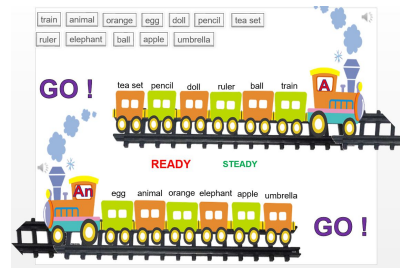 train animal orange egg doll pencil tea set
ruler elephant ball apple umbrella
GO !
tea set pencil doll ruler ball train
A
READY STEADY
An
egg animal orange elephant apple umbrella
GO !